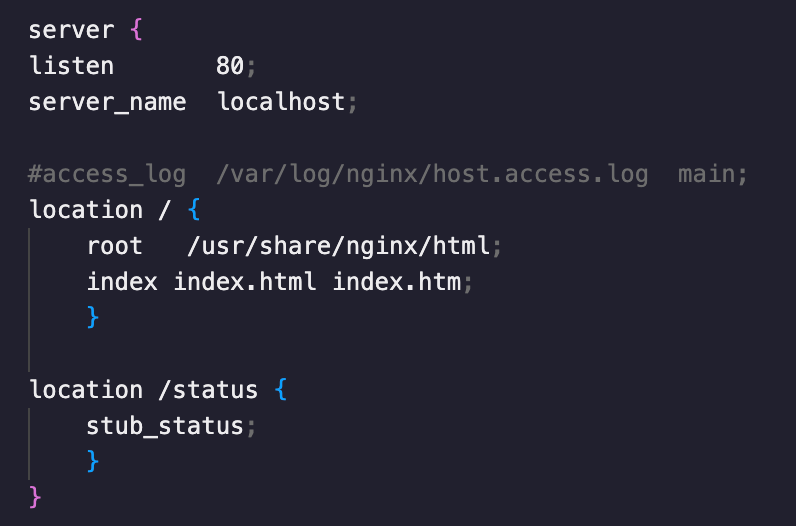 server {
listen       80;
server_name  localhost;

#access_log  /var/log/nginx/host.access.log  main;
location / {
    root   /usr/share/nginx/html;
    index index.html index.htm;
    }

location /status {
    stub_status;
    }
}